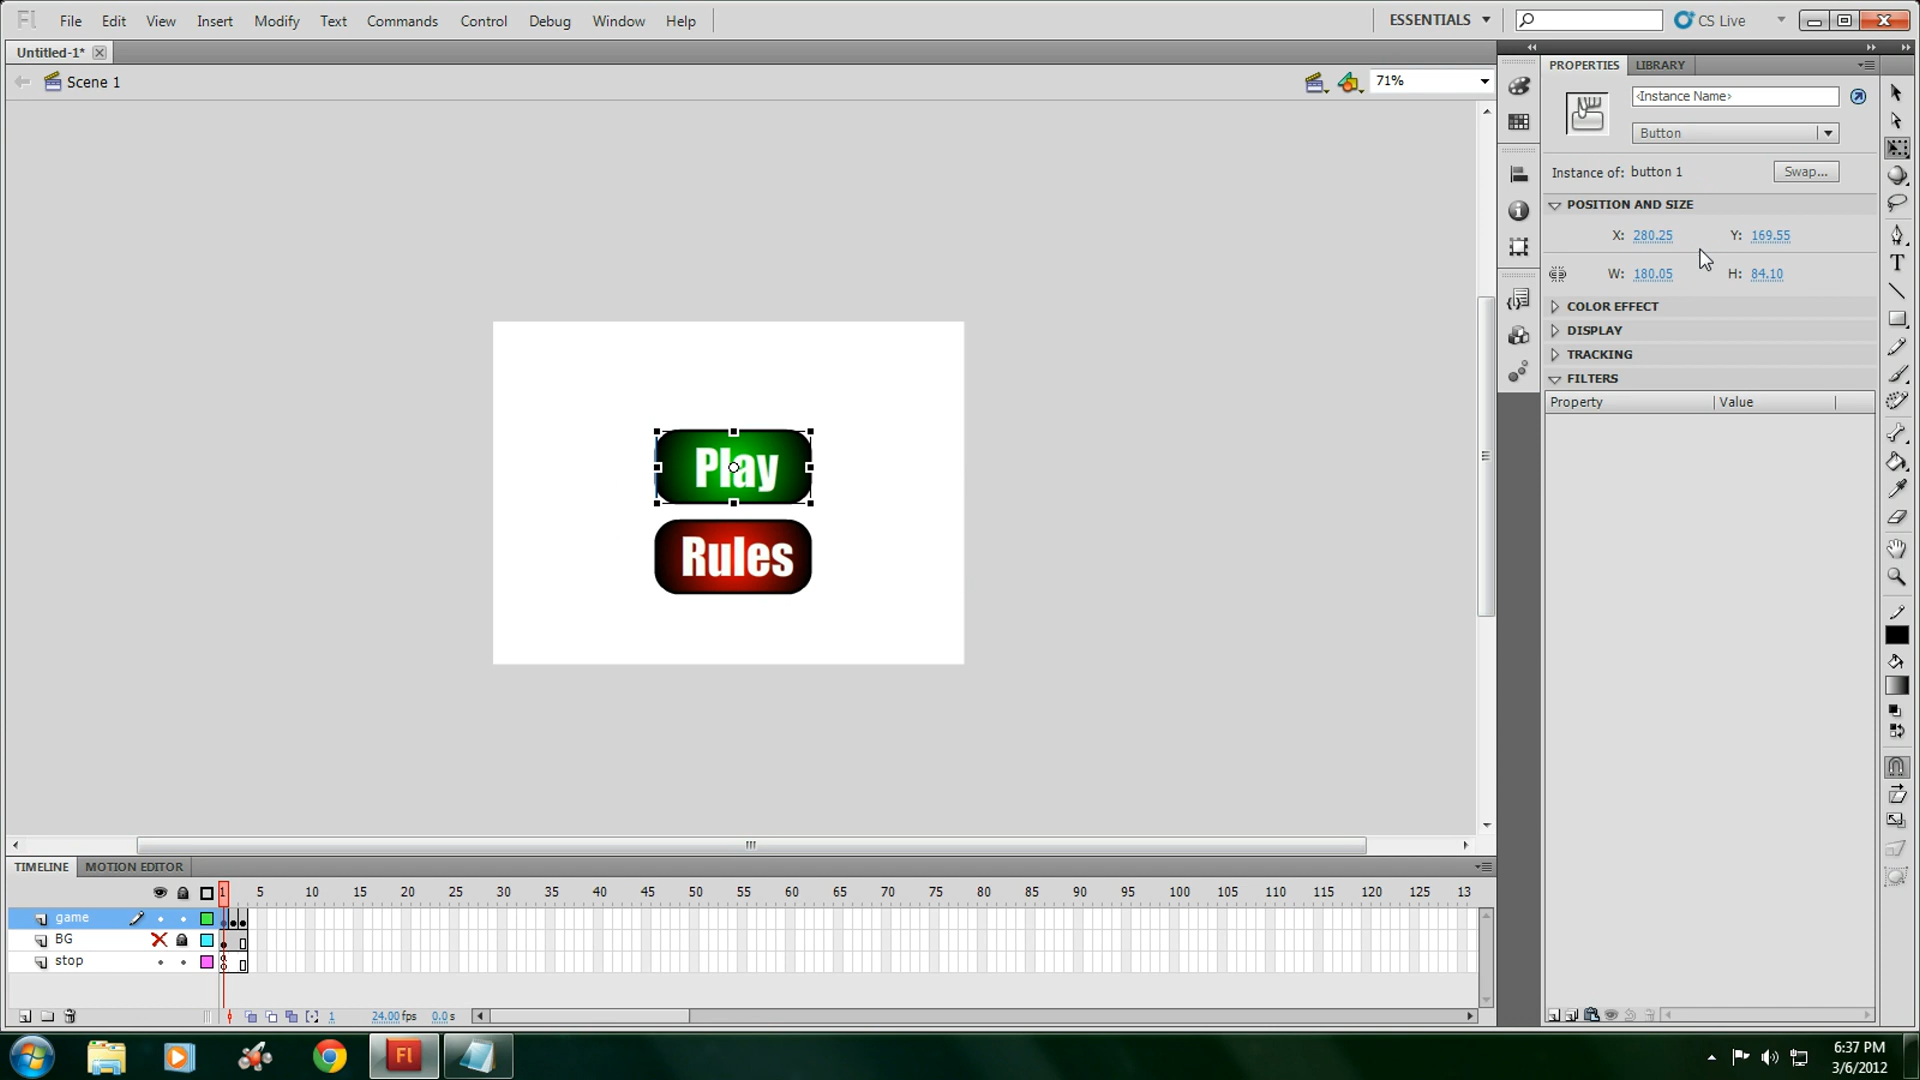 Fl File Edit View Insert Modify Text Commands Control Debug Window Help ESSENTIALS CS Live
Untitled-1*
Scene 1 71%
PROPERTIES LIBRARY
<Instance Name>
Button
Instance of: button 1 Swap...
POSITION AND SIZE
X: 280.25 Y: 169.55
W: 180.05 H: 84.10
COLOR EFFECT
DISPLAY
TRACKING
FILTERS
Property Value
Play
Rules
TIMELINE MOTION EDITOR
1 5 10 15 20 25 30 35 40 45 50 55 60 65 70 75 80 85 90 95 100 105 110 115 120 125 13
game
BG
stop
1 24.00 fps 0.0 s
Fl
6:37 PM
3/6/2012